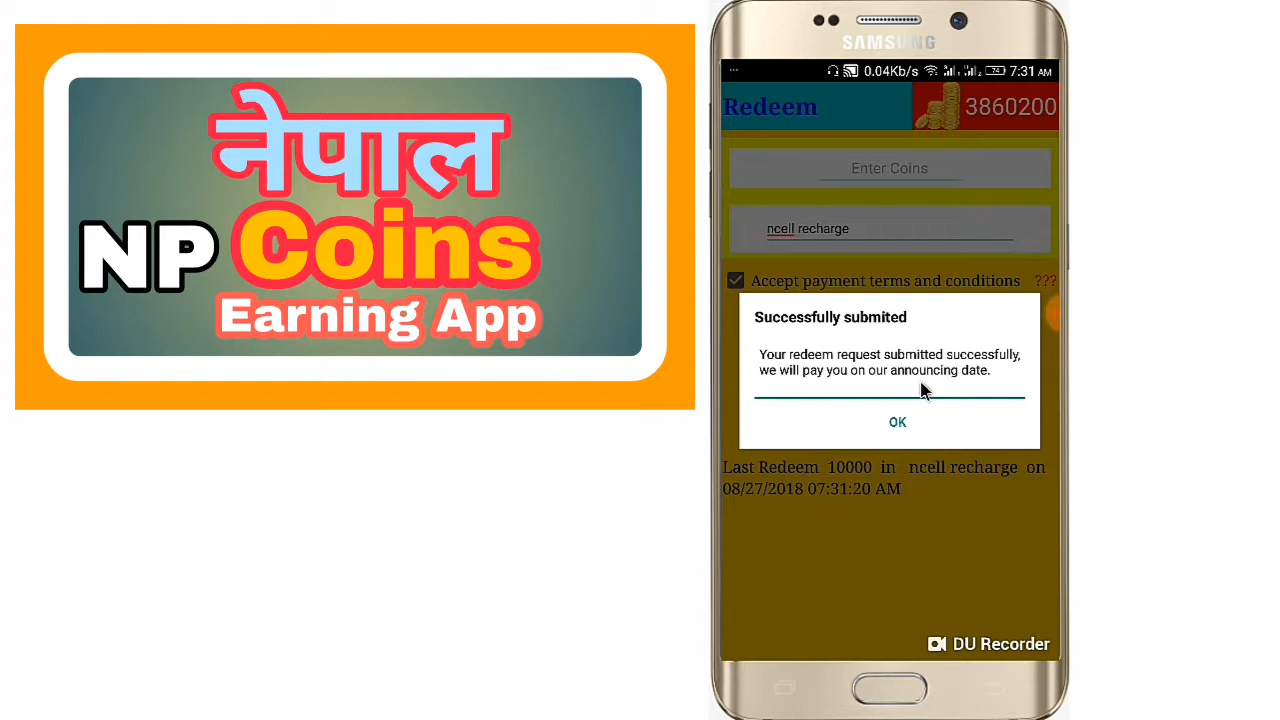 नेपाल
NP Coins
Earning App
SAMSUNG
... 0.04Kb/s 74 7:31 AM
Redeem 3860200
Enter Coins
ncell recharge
Accept payment terms and conditions ???
Successfully submited
Your redeem request submitted successfully,
we will pay you on our announcing date.
OK
Last Redeem 10000 in ncell recharge on
08/27/2018 07:31:20 AM
DU Recorder